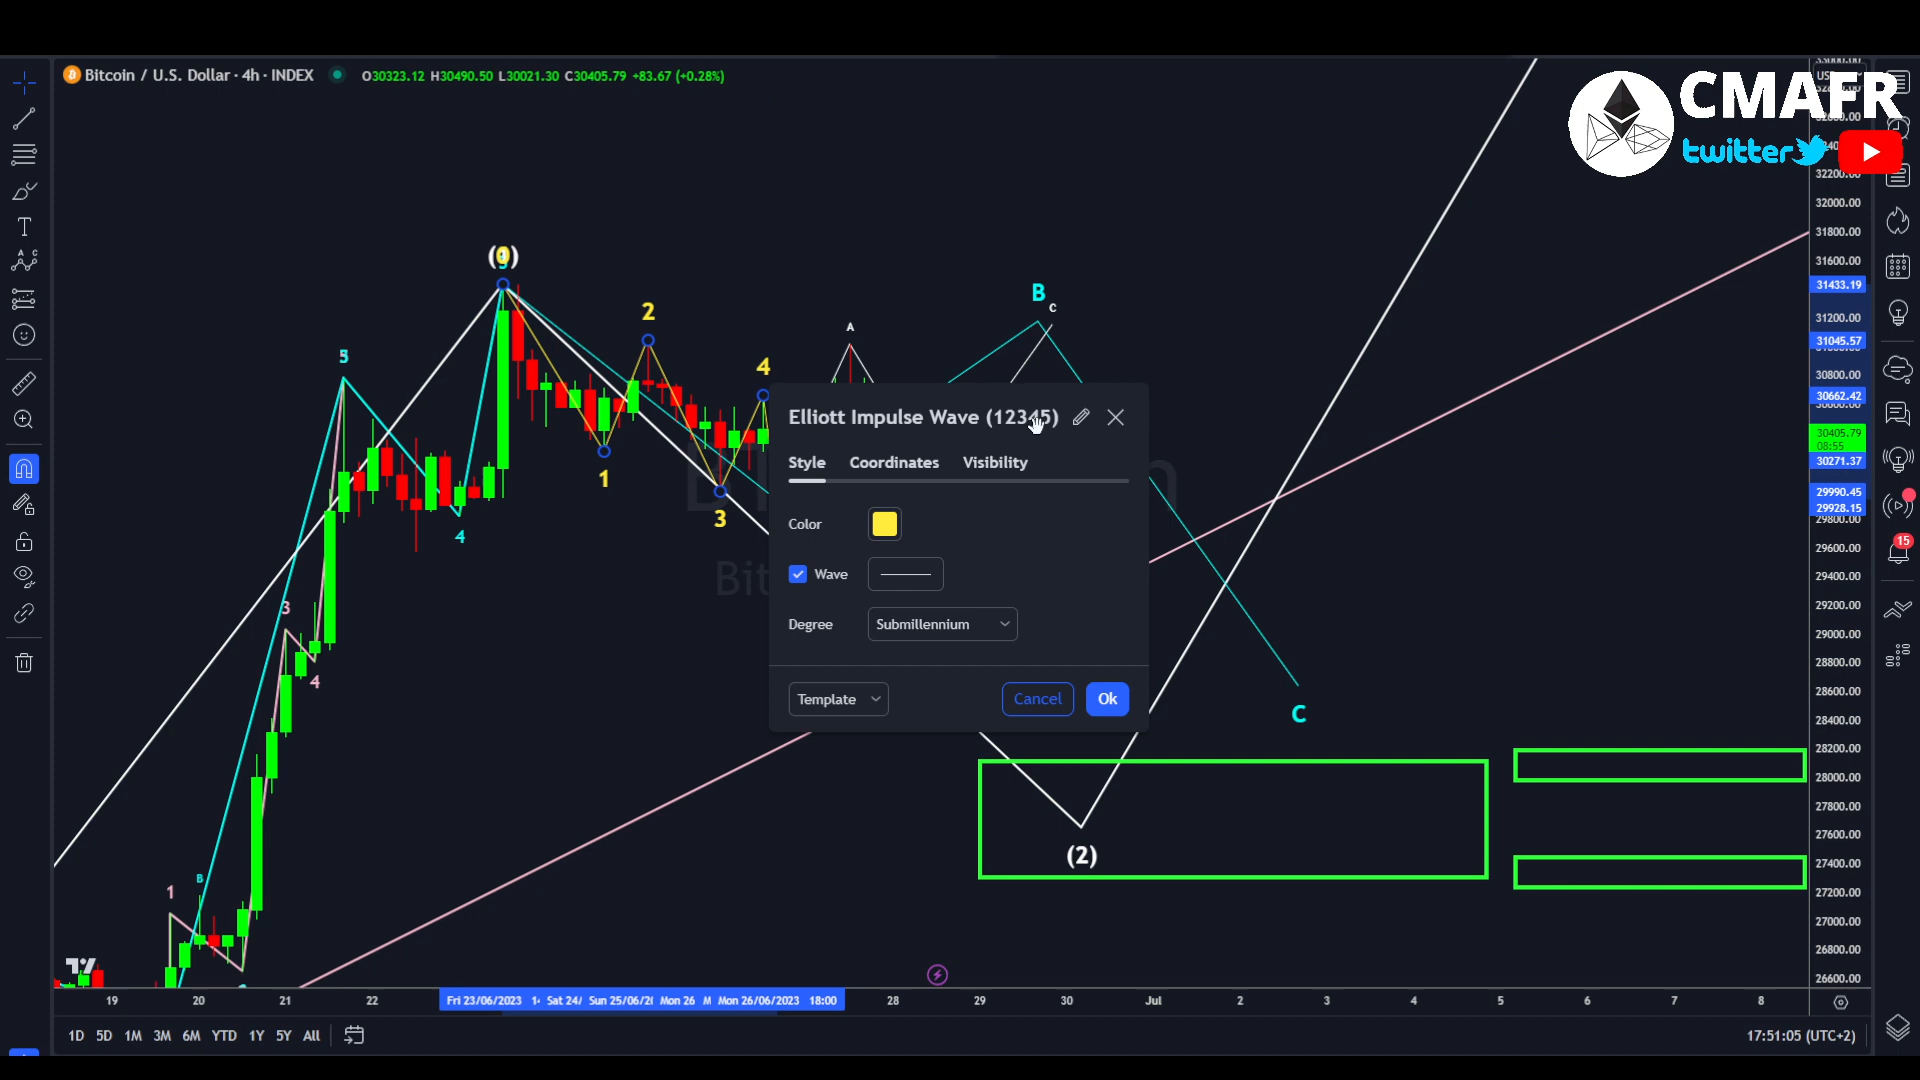 Bitcoin / U.S. Dollar · 4h · INDEX
O30323.12 H30490.50 L30021.30 C30405.79 +83.67 (+0.28%)
CMAFR
twitter
32200.00
32000.00
31800.00
31600.00
31433.19
31200.00
31045.57
30800.00
30662.42
30405.79
08:55
30271.37
29990.45
29928.15
29800.00
29600.00
29400.00
29200.00
29000.00
28800.00
28600.00
28400.00
28200.00
28000.00
27800.00
27600.00
27400.00
27200.00
27000.00
26800.00
26600.00
15
2
B
C
A
5
4
1
3
4
3
4
1
B
C
(2)
Elliott Impulse Wave (12345)
Style Coordinates Visibility
Color
Wave
Degree Submillennium
Template Cancel Ok
19 20 21 22 Fri 23/06/2023 Sat 24/ Sun 25/06/ Mon 26 Mon 26/06/2023 18:00 28 29 30 Jul 2 3 4 5 6 7 8
1D 5D 1M 3M 6M YTD 1Y 5Y All
17:51:05 (UTC+2)